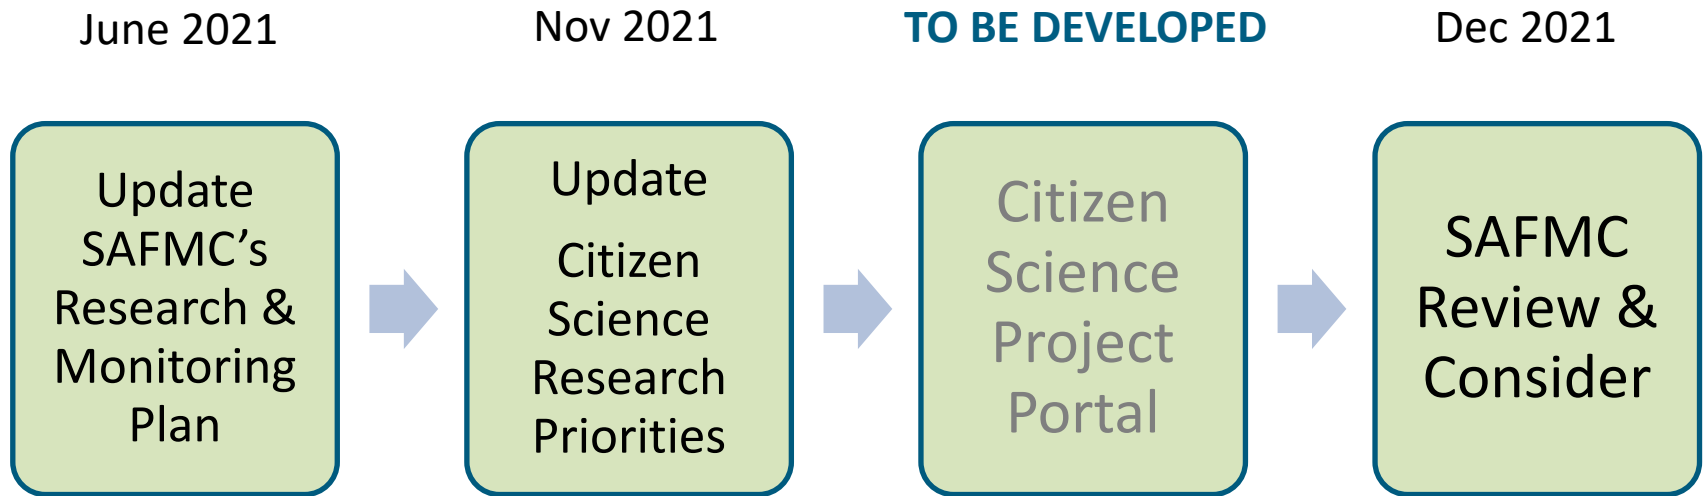 June 2021
Nov 2021
TO BE DEVELOPED
Dec 2021
Update
SAFMC’s
Research &
Monitoring
Plan
Update
Citizen
Science
Research
Priorities
Citizen
Science
Project
Portal
SAFMC
Review &
Consider